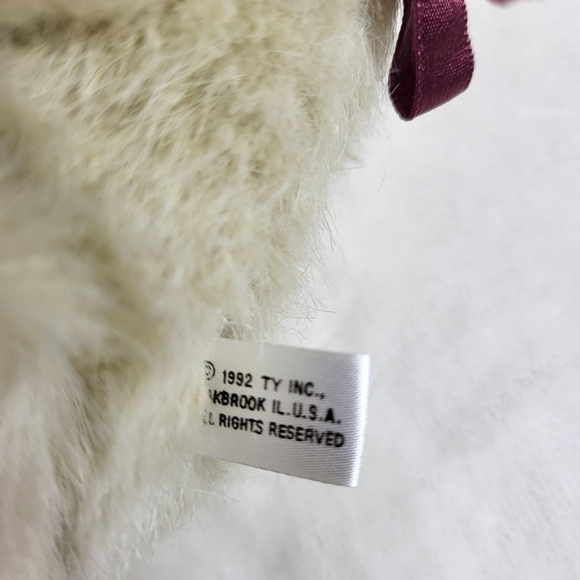 © 1992 TY INC.,
AKBROOK IL.U.S.A.
LL RIGHTS RESERVED